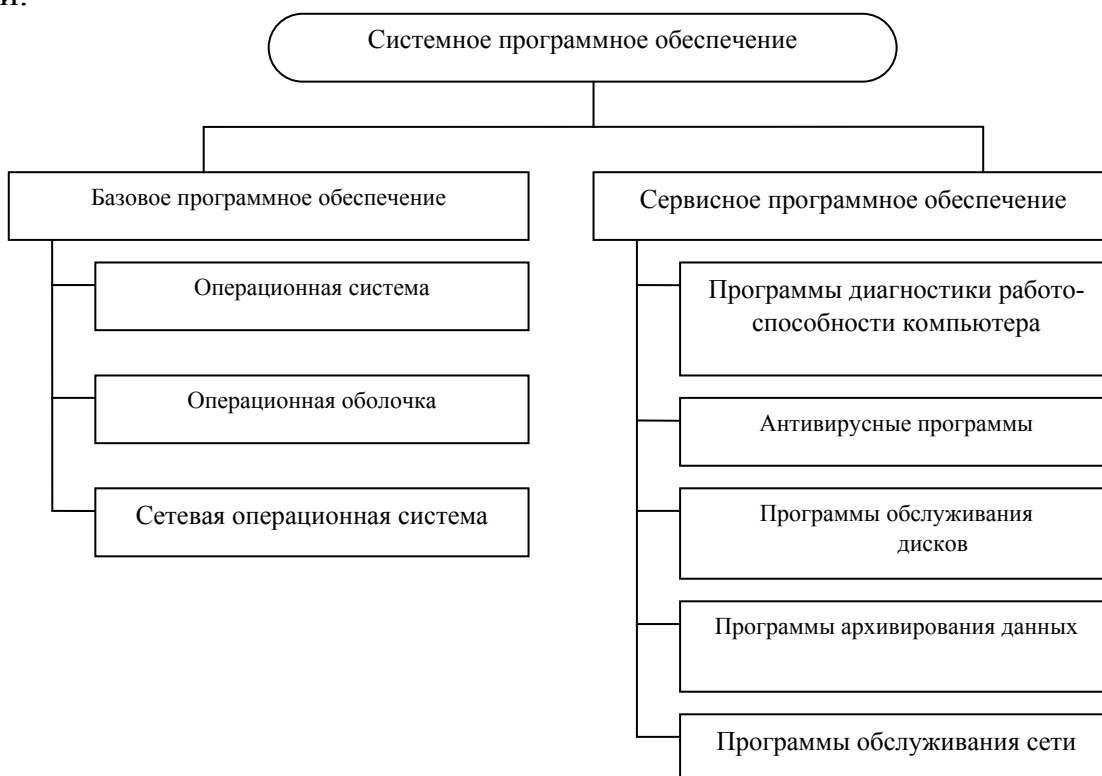 и.
Системное программное обеспечение
Базовое программное обеспечение
Операционная система
Операционная оболочка
Сетевая операционная система
Сервисное программное обеспечение
Программы диагностики работо-
способности компьютера
Антивирусные программы
Программы обслуживания
дисков
Программы архивирования данных
Программы обслуживания сети